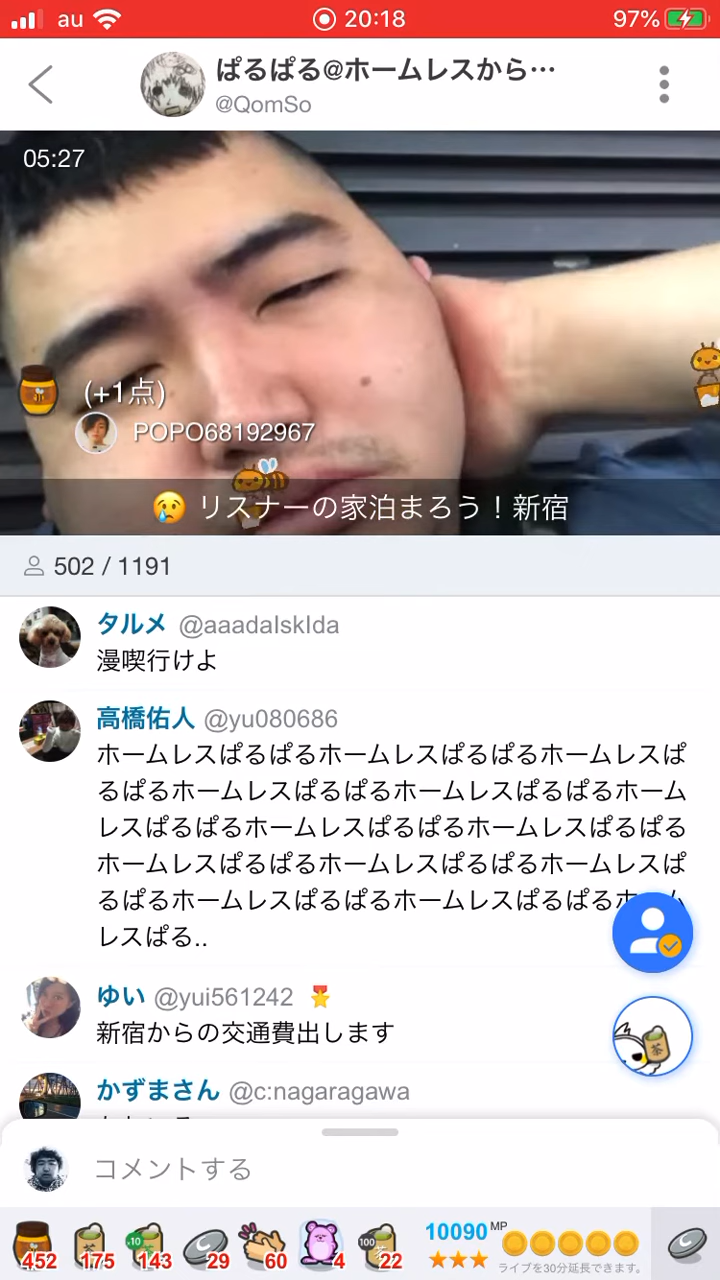 au 20:18 97%
ぱるぱる@ホームレスから…
@QomSo
05:27
(+1点)
POPO68192967
😢 リスナーの家泊まろう！新宿
502 / 1191
タルメ @aaadalsklda
漫喫行けよ
高橋佑人 @yu080686
ホームレスぱるぱるホームレスぱるぱるホームレスぱ
るぱるホームレスぱるぱるホームレスぱるぱるホーム
レスぱるぱるホームレスぱるぱるホームレスぱるぱる
ホームレスぱるぱるホームレスぱるぱるホームレスぱ
るぱるホームレスぱるぱるホームレスぱるぱるホーム
レスぱる..
ゆい @yui561242
新宿からの交通費出します
茶
かずまさん @c:nagaragawa
コメントする
452 175 +10 143 29 60 4 100 22
10090 MP
ライブを30分延長できます。